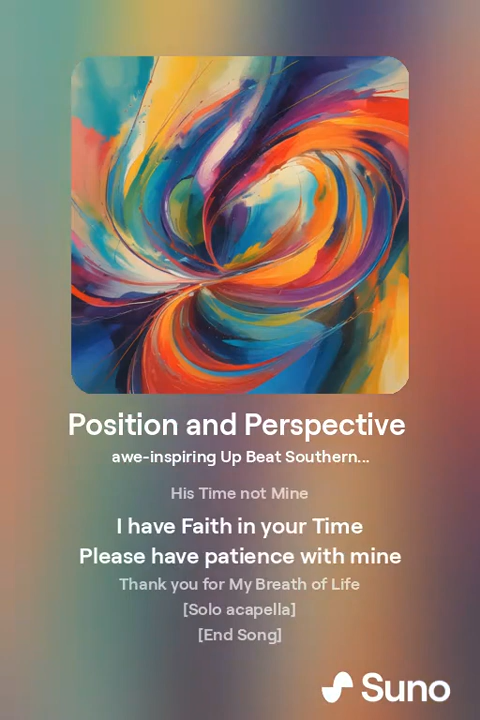 Position and Perspective
awe-inspiring Up Beat Southern...
His Time not Mine
I have Faith in your Time
Please have patience with mine
Thank you for My Breath of Life
[Solo acapella]
[End Song]
Suno